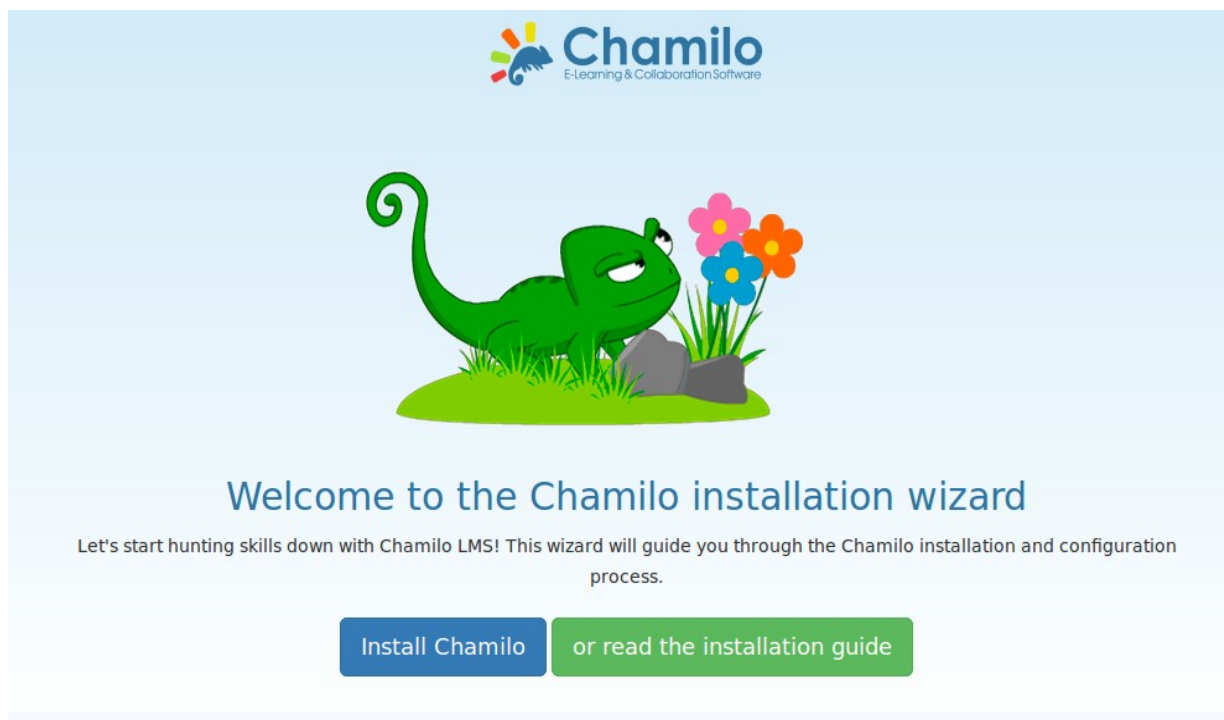 Chamilo
E-Learning & Collaboration Software
Welcome to the Chamilo installation wizard
Let's start hunting skills down with Chamilo LMS! This wizard will guide you through the Chamilo installation and configuration
process.
Install Chamilo
or read the installation guide